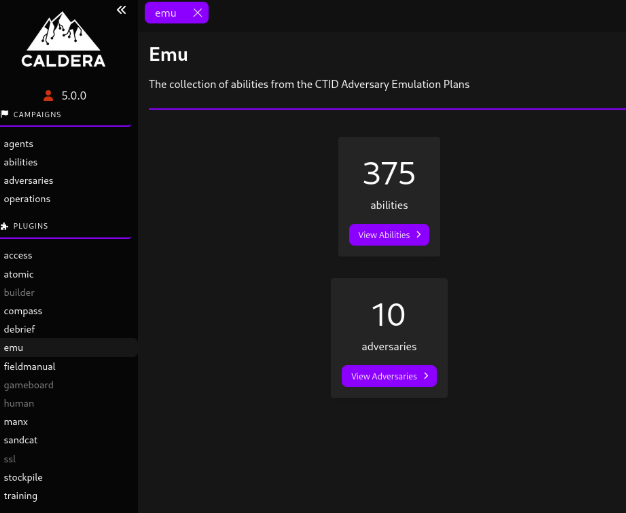 CALDERA
5.0.0
CAMPAIGNS
agents
abilities
adversaries
operations
PLUGINS
access
atomic
builder
compass
debrief
emu
fieldmanual
gameboard
human
manx
sandcat
ssl
stockpile
training
emu
Emu
The collection of abilities from the CTID Adversary Emulation Plans
375
abilities
View Abilities
10
adversaries
View Adversaries